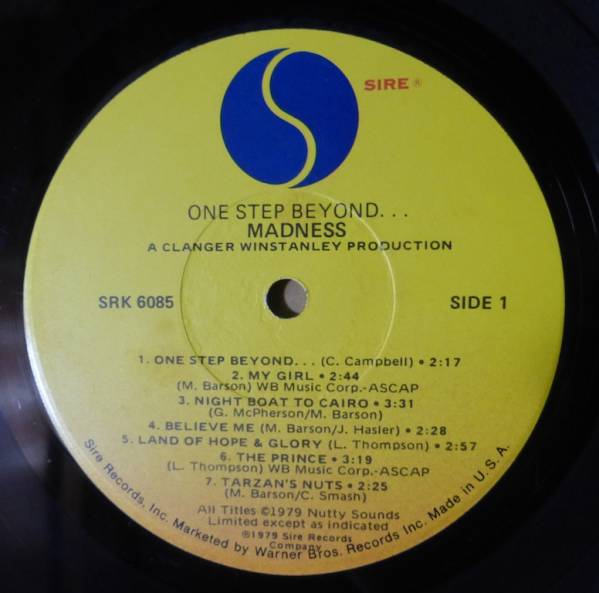 SIRE ®
ONE STEP BEYOND...
MADNESS
A CLANGER WINSTANLEY PRODUCTION
SRK 6085 SIDE 1
1. ONE STEP BEYOND... (C. Campbell) • 2:17
2. MY GIRL • 2:44
(M. Barson) WB Music Corp.-ASCAP
3. NIGHT BOAT TO CAIRO • 3:31
(G. McPherson/M. Barson)
4. BELIEVE ME (M. Barson/J. Hasler) • 2:28
5. LAND OF HOPE & GLORY (L. Thompson) • 2:57
6. THE PRINCE • 3:19
(L. Thompson) WB Music Corp.-ASCAP
7. TARZAN'S NUTS • 2:25
(M. Barson/C. Smash)
All Titles ©1979 Nutty Sounds
Limited except as indicated
℗1979 Sire Records
Company
Sire Records, Inc. Marketed by Warner Bros. Records Inc. Made in U.S.A.